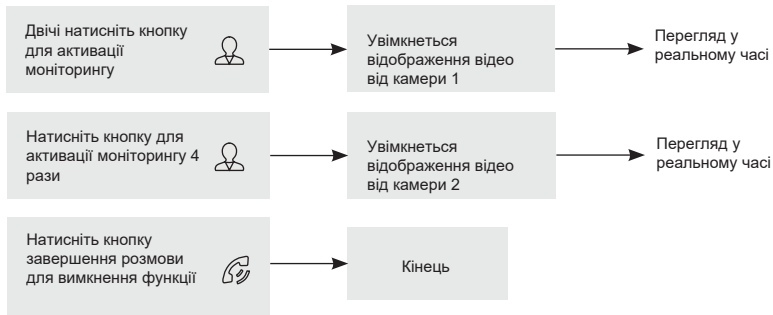 Двічі натисніть кнопку
для активації
моніторингу
Увімкнеться
відображення відео
від камери 1
Перегляд у
реальному часі
Натисніть кнопку для
активації моніторингу 4
рази
Увімкнеться
відображення відео
від камери 2
Перегляд у
реальному часі
Натисніть кнопку
завершення розмови
для вимкнення функції
Кінець